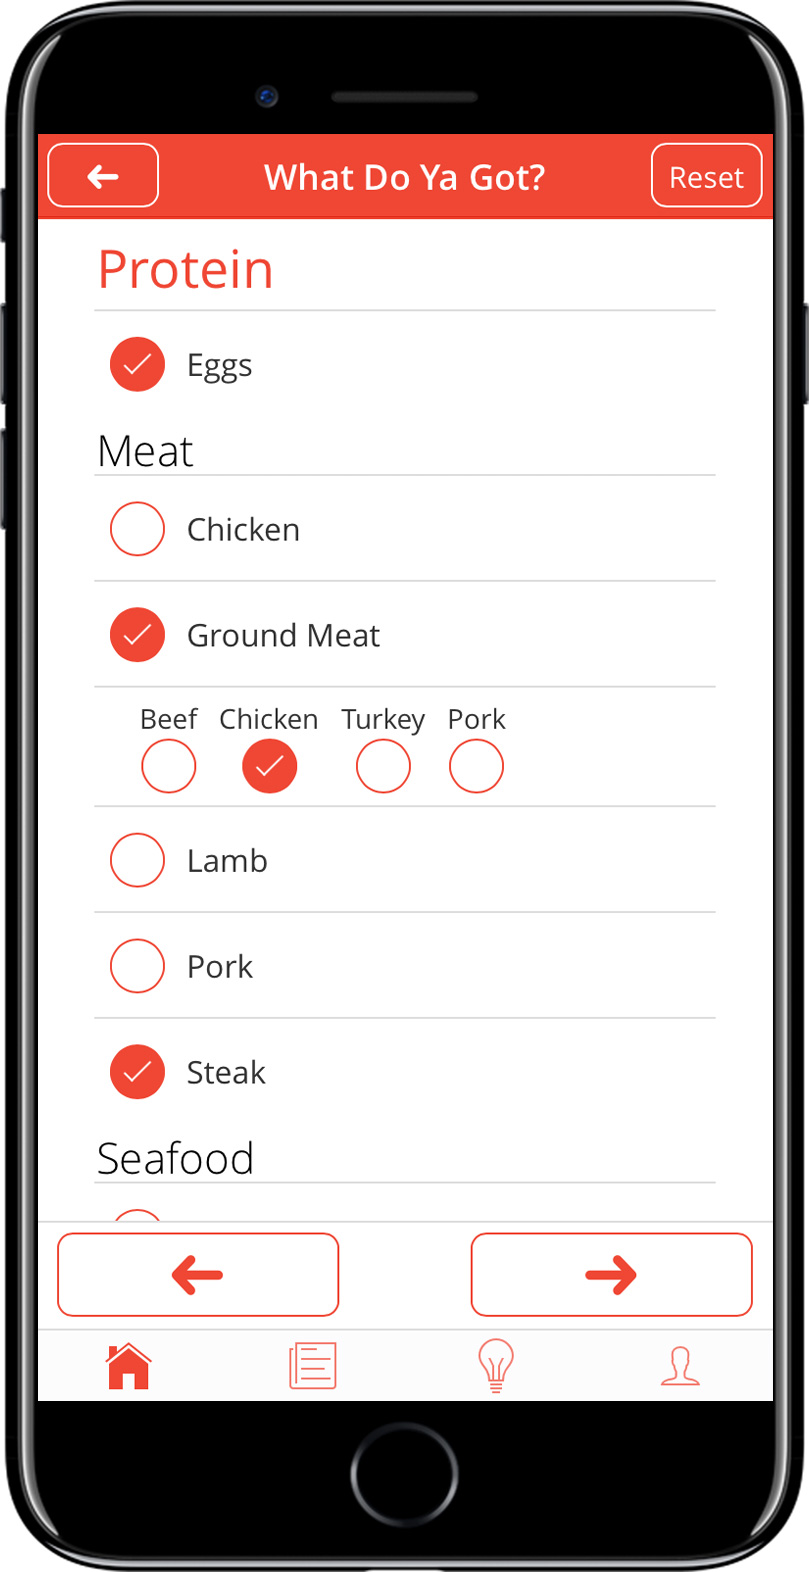 What Do Ya Got?
Reset
Protein
Eggs
Meat
Chicken
Ground Meat
Beef Chicken Turkey Pork
Lamb
Pork
Steak
Seafood